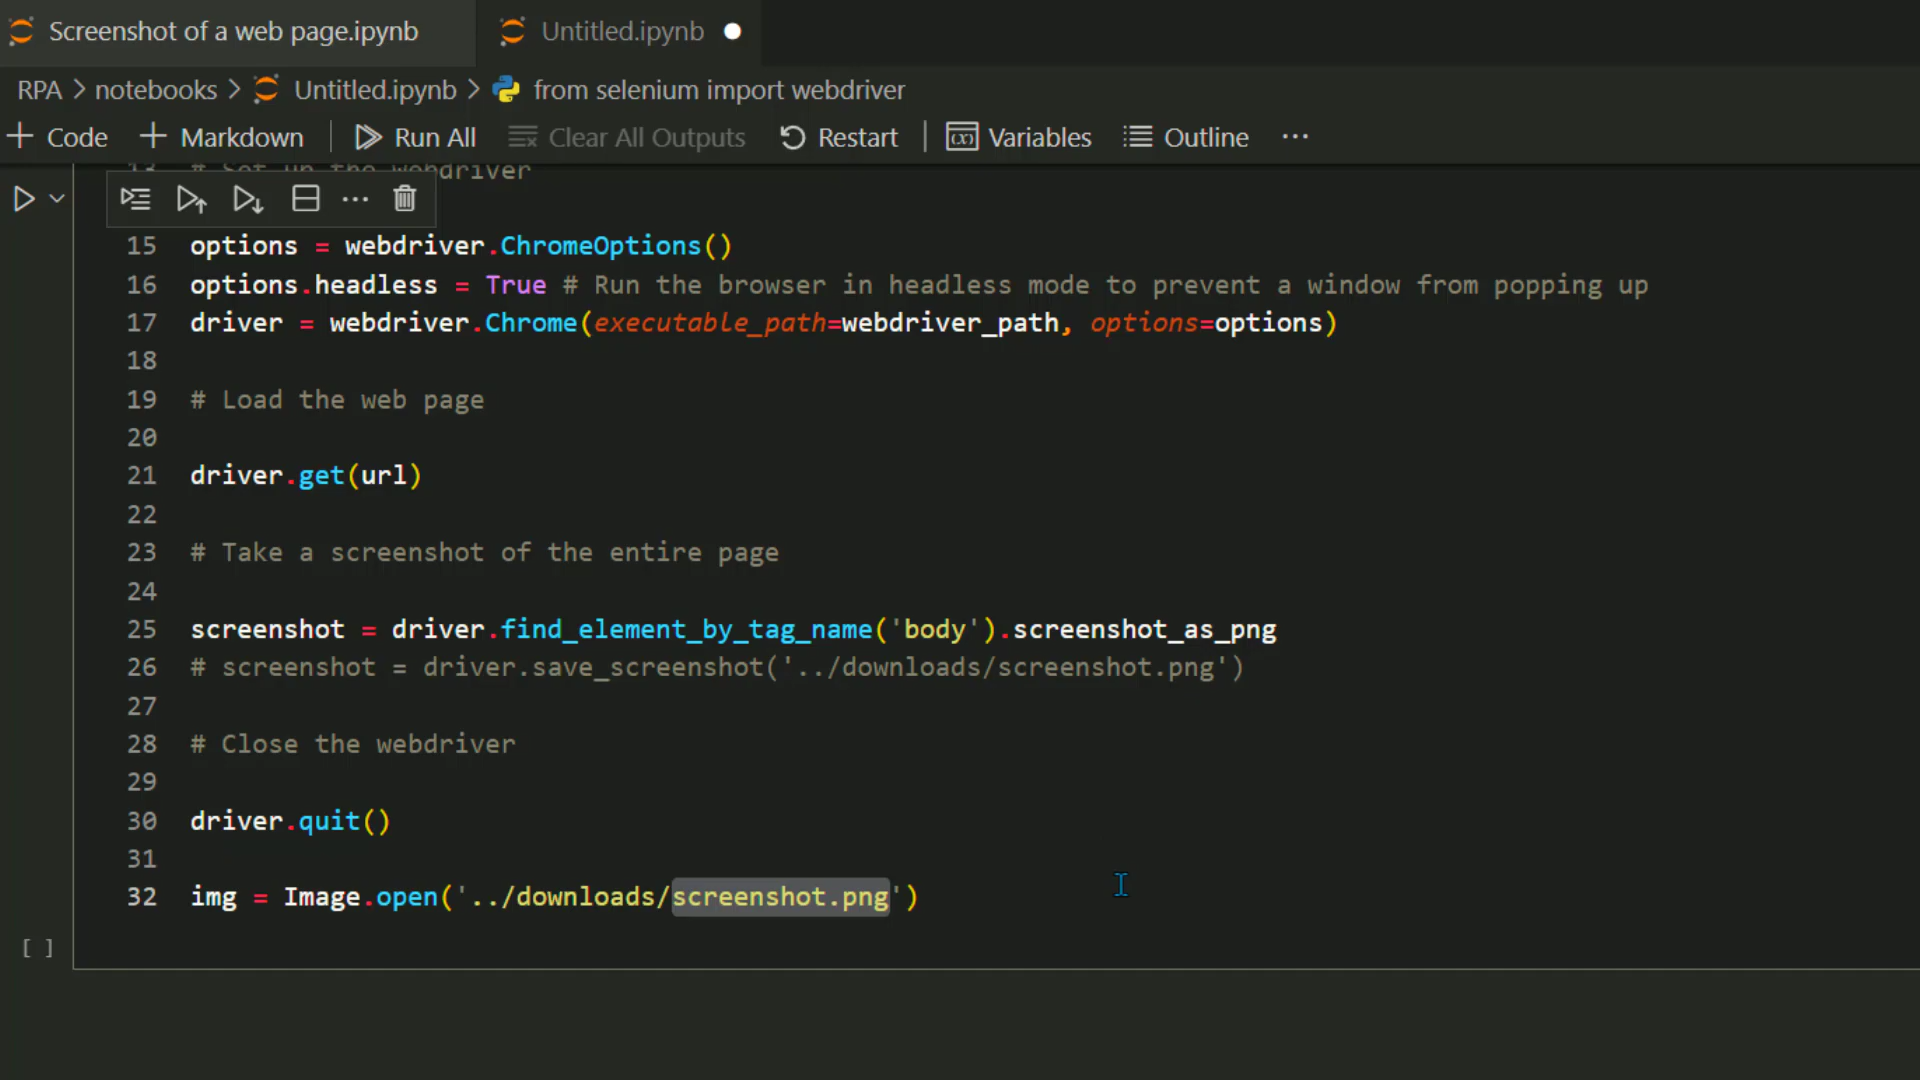 Screenshot of a web page.ipynb Untitled.ipynb
RPA > notebooks > Untitled.ipynb > from selenium import webdriver
+ Code + Markdown Run All Clear All Outputs Restart Variables Outline ...
13 # Set up the webdriver
15 options = webdriver.ChromeOptions()
16 options.headless = True # Run the browser in headless mode to prevent a window from popping up
17 driver = webdriver.Chrome(executable_path=webdriver_path, options=options)
18
19 # Load the web page
20
21 driver.get(url)
22
23 # Take a screenshot of the entire page
24
25 screenshot = driver.find_element_by_tag_name('body').screenshot_as_png
26 # screenshot = driver.save_screenshot('../downloads/screenshot.png')
27
28 # Close the webdriver
29
30 driver.quit()
31
32 img = Image.open('../downloads/screenshot.png')
[ ]